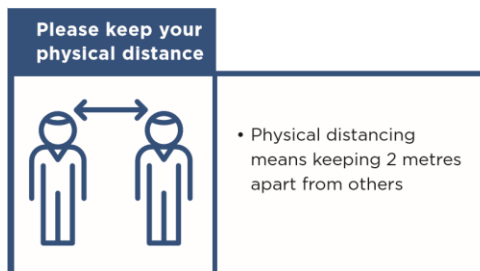 Please keep your
physical distance
• Physical distancing
means keeping 2 metres
apart from others